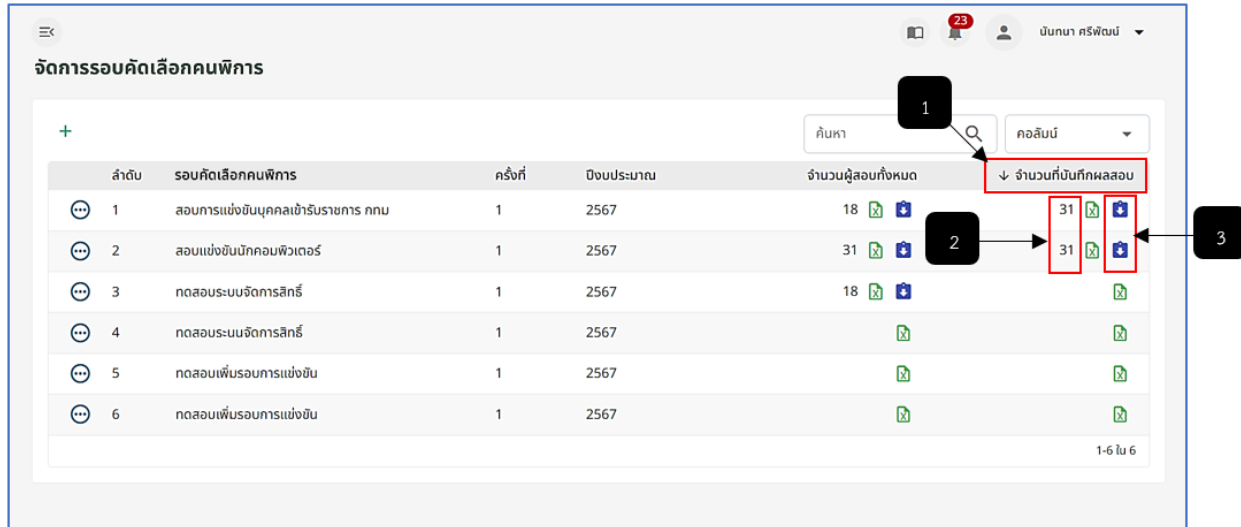 23
นันทนา ศรีพัฒน์
จัดการรอบคัดเลือกคนพิการ
1
ค้นหา
คอลัมน์
ลำดับ รอบคัดเลือกคนพิการ ครั้งที่ ปีงบประมาณ จำนวนผู้สอบทั้งหมด ↓ จำนวนที่บันทึกผลสอบ
1 สอบการแข่งขันบุคคลเข้ารับราชการ กทม 1 2567 18 31
2 สอบแข่งขันนักคอมพิวเตอร์ 1 2567 31 31
2
3
3 ทดสอบระบบจัดการสิทธิ์ 1 2567 18
4 ทดสอบระนนจัดการสิทธิ์ 1 2567
5 ทดสอบเพิ่มรอบการแข่งขัน 1 2567
6 ทดสอบเพิ่มรอบการแข่งขัน 1 2567
1-6 ใน 6